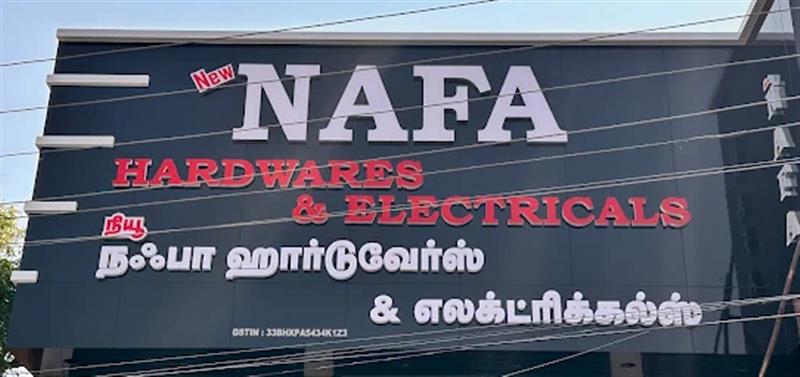 New NAFA
HARDWARES
& ELECTRICALS
நியூ
நஃபா ஹார்டுவேர்ஸ்
& எலக்ட்ரிக்கல்ஸ்
GSTIN : 33BHXPA5434K1Z3